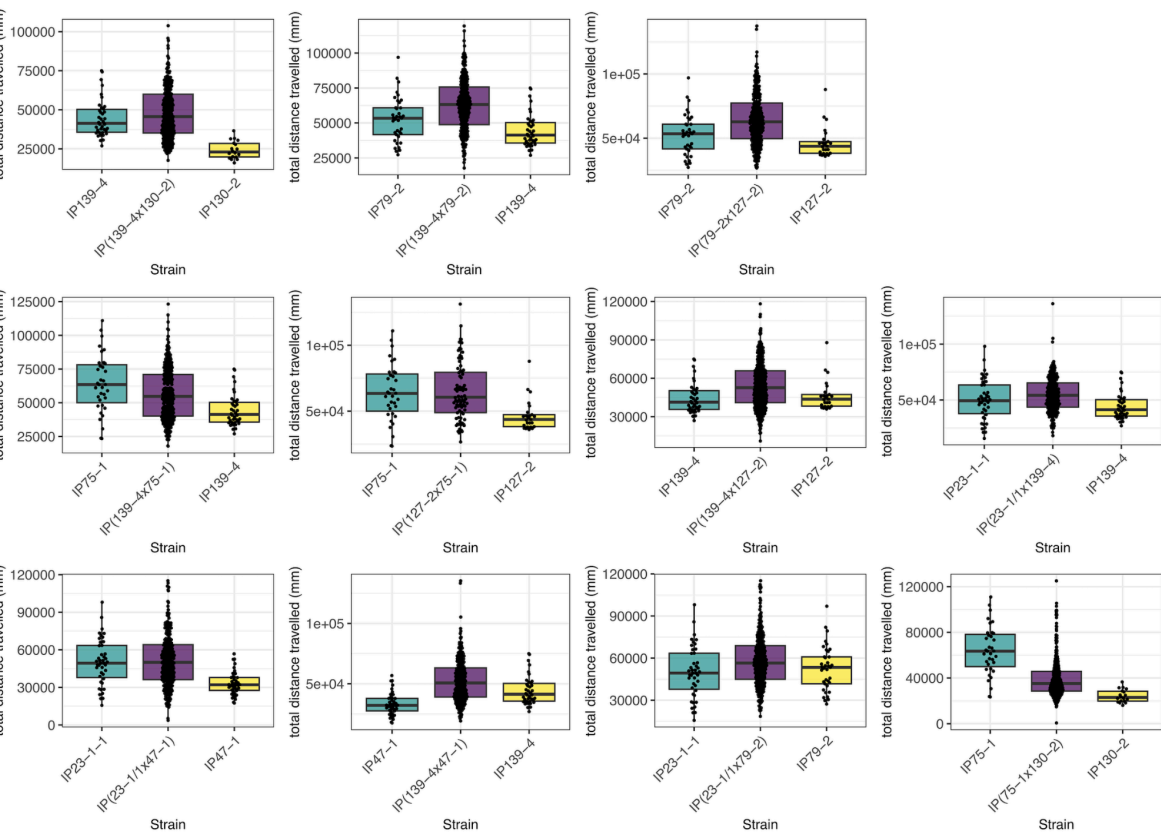 total distance travelled (mm)
100000
75000
50000
25000
IP139-4
IP(139-4x130-2)
IP130-2
Strain
total distance travelled (mm)
100000
75000
50000
25000
IP79-2
IP(139-4x79-2)
IP139-4
Strain
total distance travelled (mm)
1e+05
5e+04
IP79-2
IP(79-2x127-2)
IP127-2
Strain
total distance travelled (mm)
125000
100000
75000
50000
25000
IP75-1
IP(139-4x75-1)
IP139-4
Strain
total distance travelled (mm)
1e+05
5e+04
IP75-1
IP(127-2x75-1)
IP127-2
Strain
total distance travelled (mm)
120000
90000
60000
30000
IP139-4
IP(139-4x127-2)
IP127-2
Strain
total distance travelled (mm)
1e+05
5e+04
IP23-1-1
IP(23-1/1x139-4)
IP139-4
Strain
total distance travelled (mm)
120000
90000
60000
30000
0
IP23-1-1
IP(23-1/1x47-1)
IP47-1
Strain
total distance travelled (mm)
1e+05
5e+04
IP47-1
IP(139-4x47-1)
IP139-4
Strain
total distance travelled (mm)
120000
90000
60000
30000
IP23-1-1
IP(23-1/1x79-2)
IP79-2
Strain
total distance travelled (mm)
120000
80000
40000
0
IP75-1
IP(75-1x130-2)
IP130-2
Strain